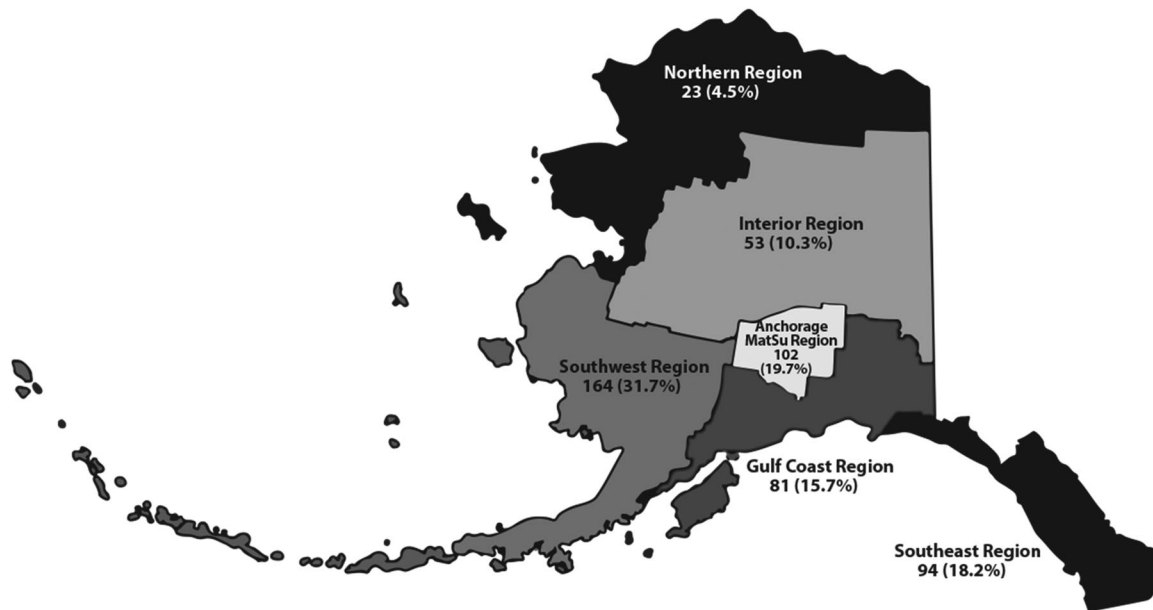 Northern Region
23 (4.5%)
Interior Region
53 (10.3%)
Anchorage
MatSu Region
102
(19.7%)
Southwest Region
164 (31.7%)
Gulf Coast Region
81 (15.7%)
Southeast Region
94 (18.2%)